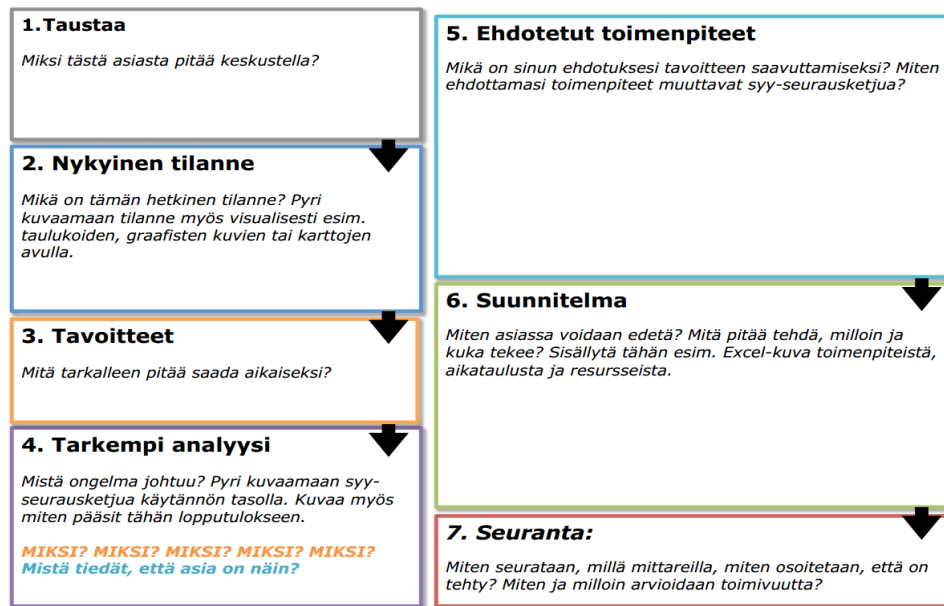 1.Taustaa
Miksi tästä asiasta pitää keskustella?
2. Nykyinen tilanne
Mikä on tämän hetkinen tilanne? Pyri
kuvaamaan tilanne myös visualisesti esim.
taulukoiden, graafisten kuvien tai karttojen
avulla.
3. Tavoitteet
Mitä tarkalleen pitää saada aikaiseksi?
4. Tarkempi analyysi
Mistä ongelma johtuu? Pyri kuvaamaan syy-
seurausketjua käytännön tasolla. Kuvaa myös
miten pääsit tähän lopputulokseen.
MIKSI? MIKSI? MIKSI? MIKSI? MIKSI?
Mistä tiedät, että asia on näin?
5. Ehdotetut toimenpiteet
Mikä on sinun ehdotuksesi tavoitteen saavuttamiseksi? Miten
ehdottamasi toimenpiteet muuttavat syy-seurausketjua?
6. Suunnitelma
Miten asiassa voidaan edetä? Mitä pitää tehdä, milloin ja
kuka tekee? Sisällytä tähän esim. Excel-kuva toimenpiteistä,
aikataulusta ja resursseista.
7. Seuranta:
Miten seurataan, millä mittareilla, miten osoitetaan, että on
tehty? Miten ja milloin arvioidaan toimivuutta?